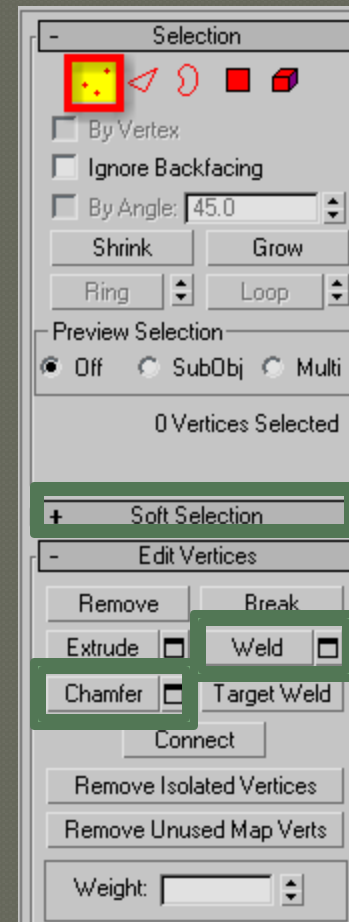 - Selection
By Vertex
Ignore Backfacing
By Angle: 45.0
Shrink Grow
Ring Loop
Preview Selection
Off SubObj Multi
0 Vertices Selected
+ Soft Selection
- Edit Vertices
Remove Break
Extrude Weld
Chamfer Target Weld
Connect
Remove Isolated Vertices
Remove Unused Map Verts
Weight: